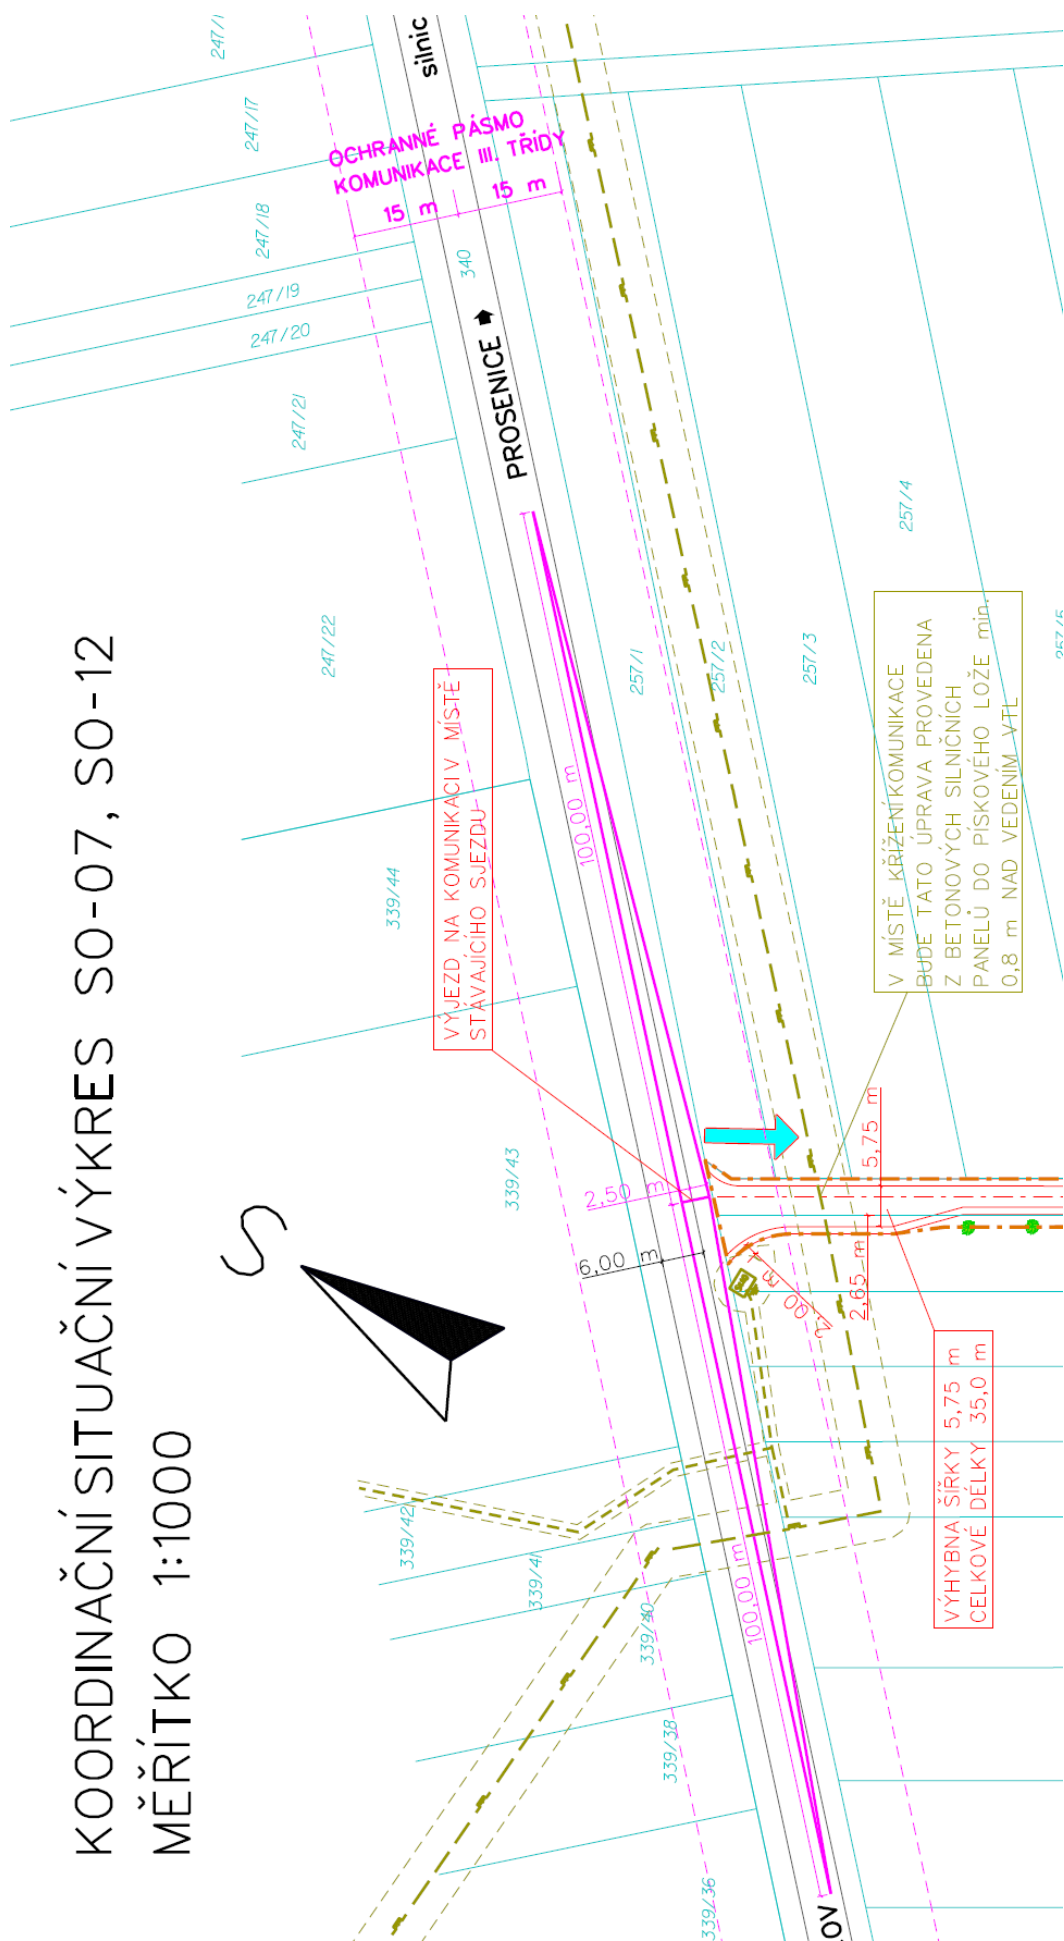 KOORDINAČNÍ SITUAČNÍ VÝKRES SO-07, SO-12
MĚŘÍTKO 1:1000
S
silnic
OCHRANNÉ PÁSMO
KOMUNIKACE III. TŘÍDY
15 m
15 m
247/17
247/18
247/19
247/20
247/21
247/22
340
PROSENICE
257/1
257/2
257/3
257/4
VÝJEZD NA KOMUNIKACI V MÍSTĚ
STÁVAJÍCÍHO SJEZDU
100,00 m
V MÍSTĚ KŘÍŽENÍ KOMUNIKACE
BUDE TATO ÚPRAVA PROVEDENA
Z BETONOVÝCH SILNIČNÍCH
PANELŮ DO PÍSKOVÉHO LOŽE min.
0,8 m NAD VEDENÍM VTL
339/44
339/43
2,50 m
6,00 m
5,75 m
2,65 m
2,00 m
VÝHYBNA ŠÍŘKY 5,75 m
CELKOVÉ DÉLKY 35,0 m
339/42
339/41
339/40
339/38
339/36
100,00 m
OV